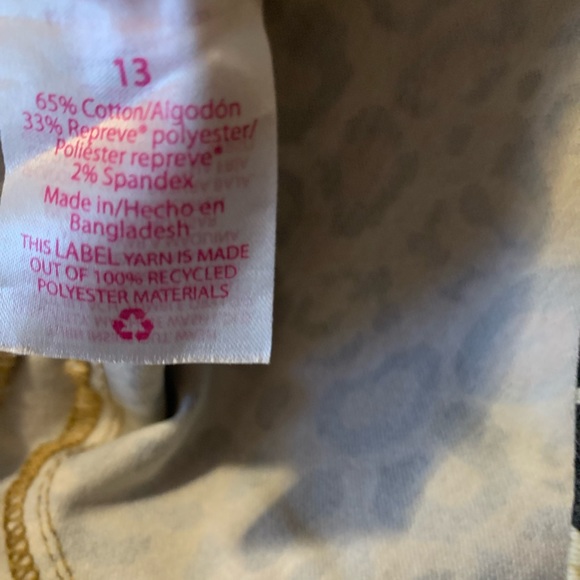 13
65% Cotton/Algodón
33% Repreve® polyester/
Poliéster repreve®
2% Spandex
Made in/Hecho en
Bangladesh
THIS LABEL YARN IS MADE
OUT OF 100% RECYCLED
POLYESTER MATERIALS